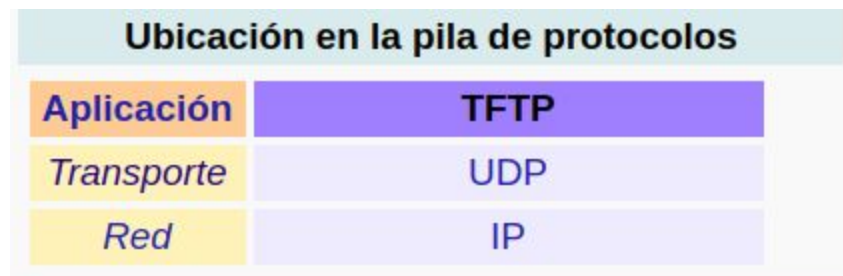 Ubicación en la pila de protocolos
Aplicación TFTP
Transporte UDP
Red IP